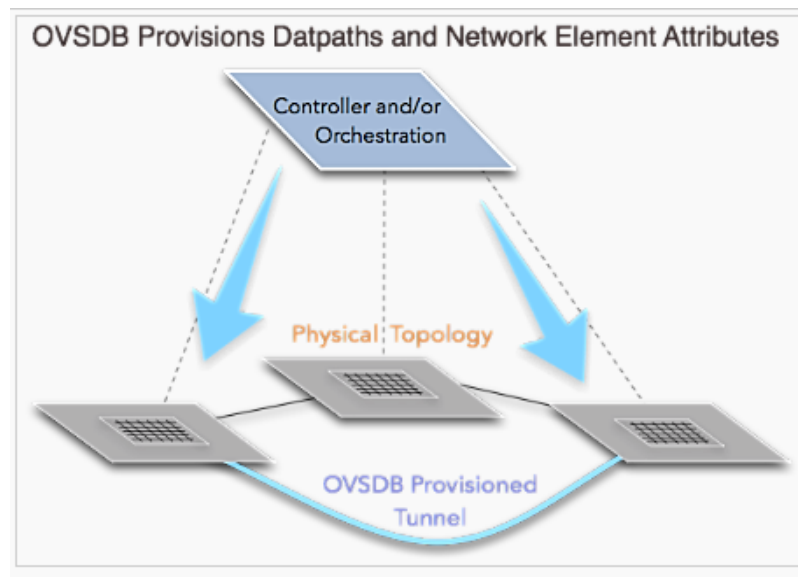 OVSDB Provisions Datpaths and Network Element Attributes
Controller and/or
Orchestration
Physical Topology
OVSDB Provisioned
Tunnel